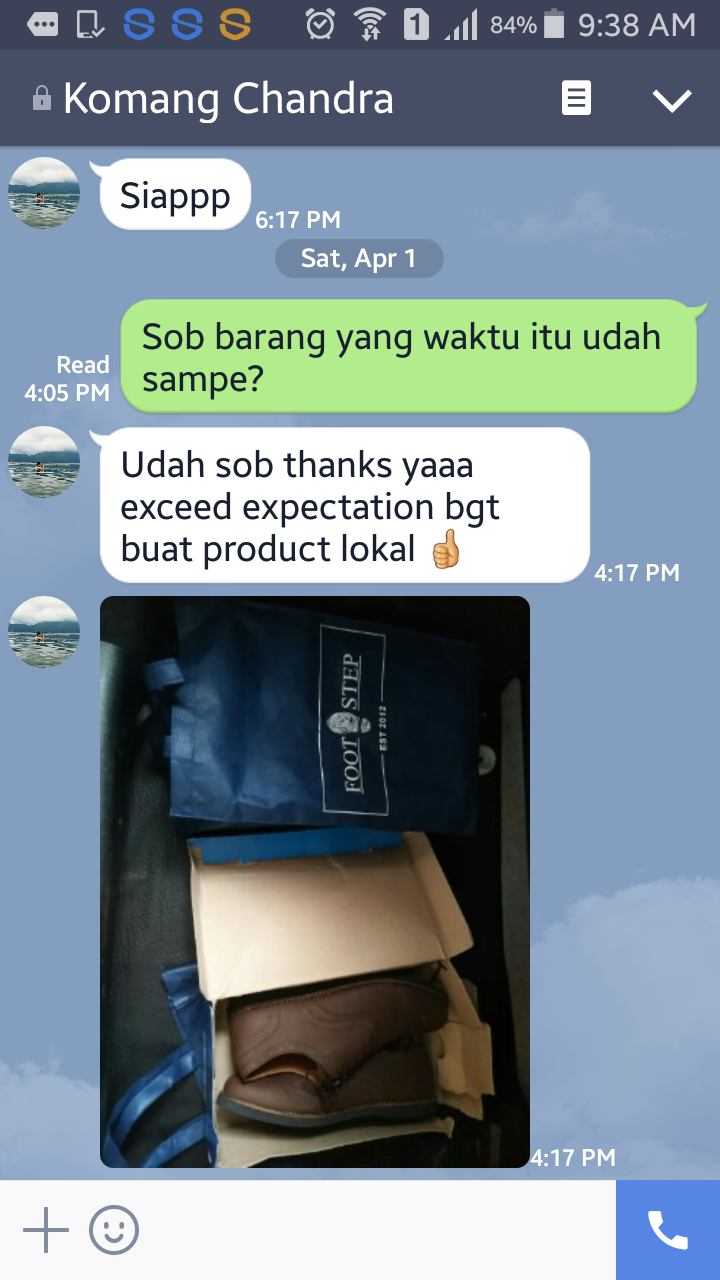 84% 9:38 AM
Komang Chandra
Siappp
6:17 PM
Sat, Apr 1
Sob barang yang waktu itu udah
sampe?
Read
4:05 PM
Udah sob thanks yaaa
exceed expectation bgt
buat product lokal 👍
4:17 PM
FOOT STEP
EST 2012
4:17 PM